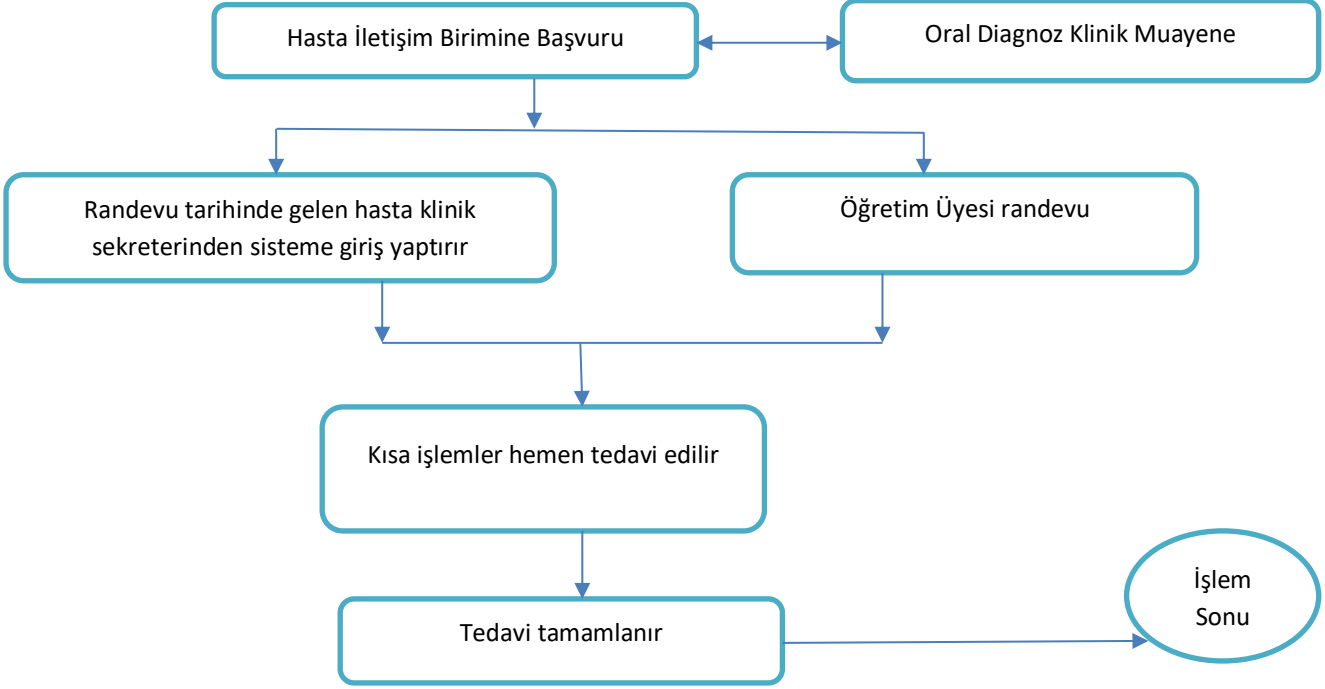 Hasta İletişim Birimine Başvuru
Oral Diagnoz Klinik Muayene
Randevu tarihinde gelen hasta klinik
sekreterinden sisteme giriş yaptırır
Öğretim Üyesi randevu
Kısa işlemler hemen tedavi edilir
Tedavi tamamlanır
İşlem
Sonu